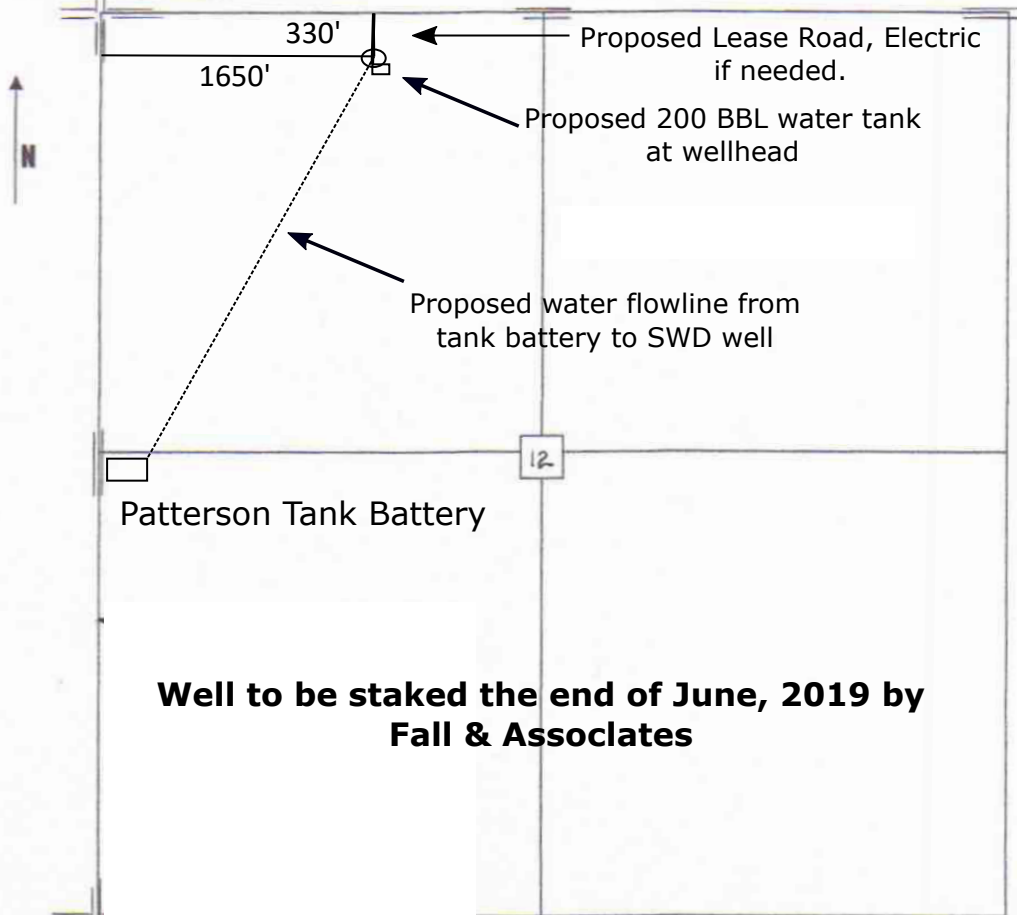 330'
Proposed Lease Road, Electric
if needed.
1650'
Proposed 200 BBL water tank
at wellhead
N
Proposed water flowline from
tank battery to SWD well
12
Patterson Tank Battery
Well to be staked the end of June, 2019 by
Fall & Assoclates